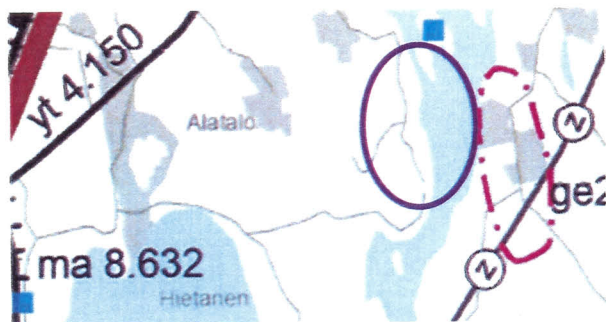 yt 4.150
Alatalo
Z
ge2
Z
ma 8.632
Hietanen